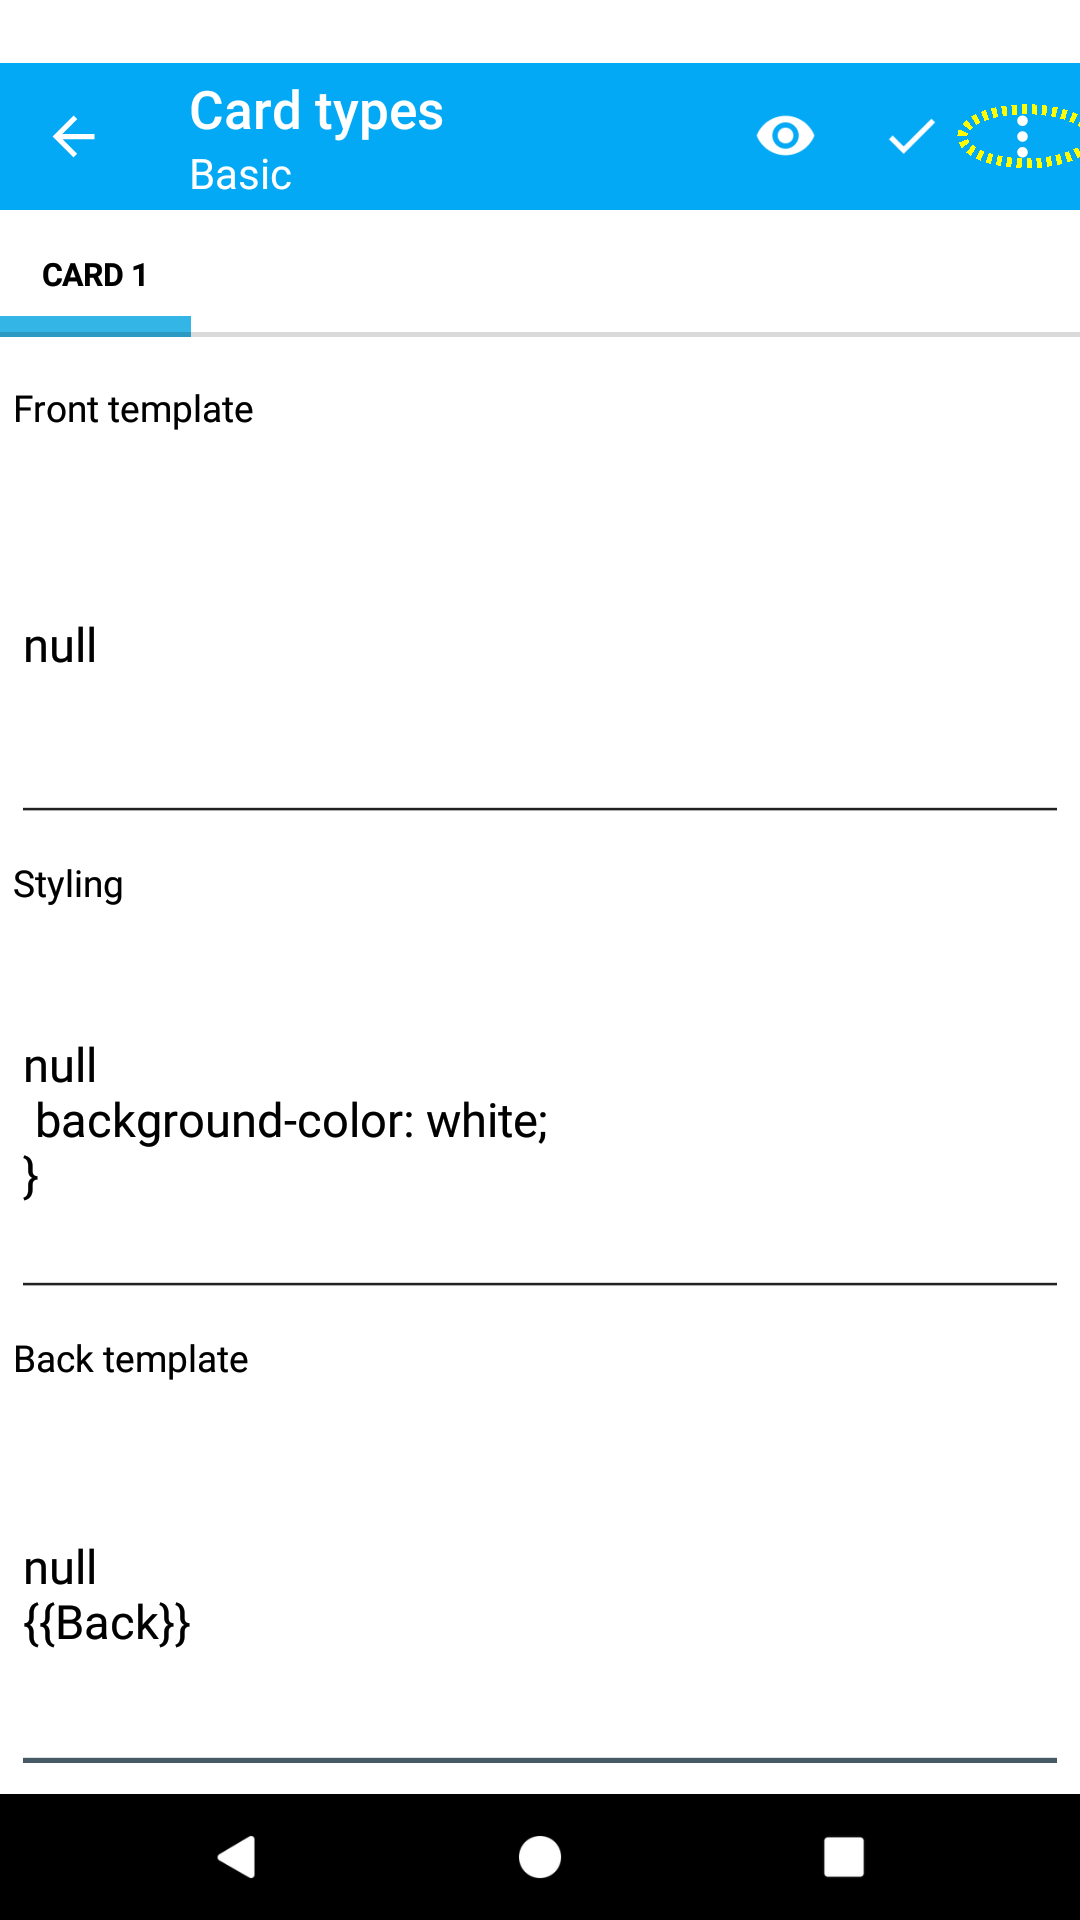 Card types
Basic
CARD 1
Front template
null
Styling
null
background-color: white;
}
Back template
null
{{Back}}